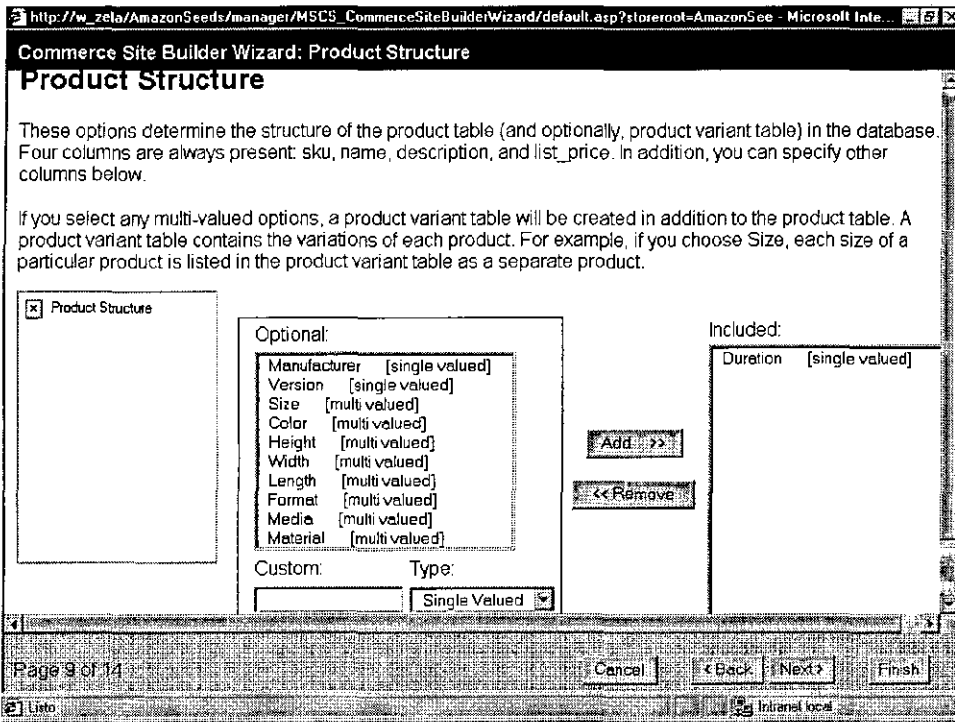 http://w_zela/AmazonSeeds/manager/MSCS_CommerceSiteBuilderWizard/default.asp?storeroot=AmazonSee - Microsoft Inte...
Commerce Site Builder Wizard: Product Structure
Product Structure
These options determine the structure of the product table (and optionally, product variant table) in the database.
Four columns are always present: sku, name, description, and list_price. In addition, you can specify other
columns below.
If you select any multi-valued options, a product variant table will be created in addition to the product table. A
product variant table contains the variations of each product. For example, if you choose Size, each size of a
particular product is listed in the product variant table as a separate product.
Product Structure
Optional:
Manufacturer [single valued]
Version [single valued]
Size [multi valued]
Color [multi valued]
Height [multi valued]
Width [multi valued]
Length [multi valued]
Format [multi valued]
Media [multi valued]
Material [multi valued]
Custom: Type:
Single Valued
Add >>
<< Remove
Included:
Duration [single valued]
Page 9 of 14
Cancel < Back Next > Finish
Listo Intranet local